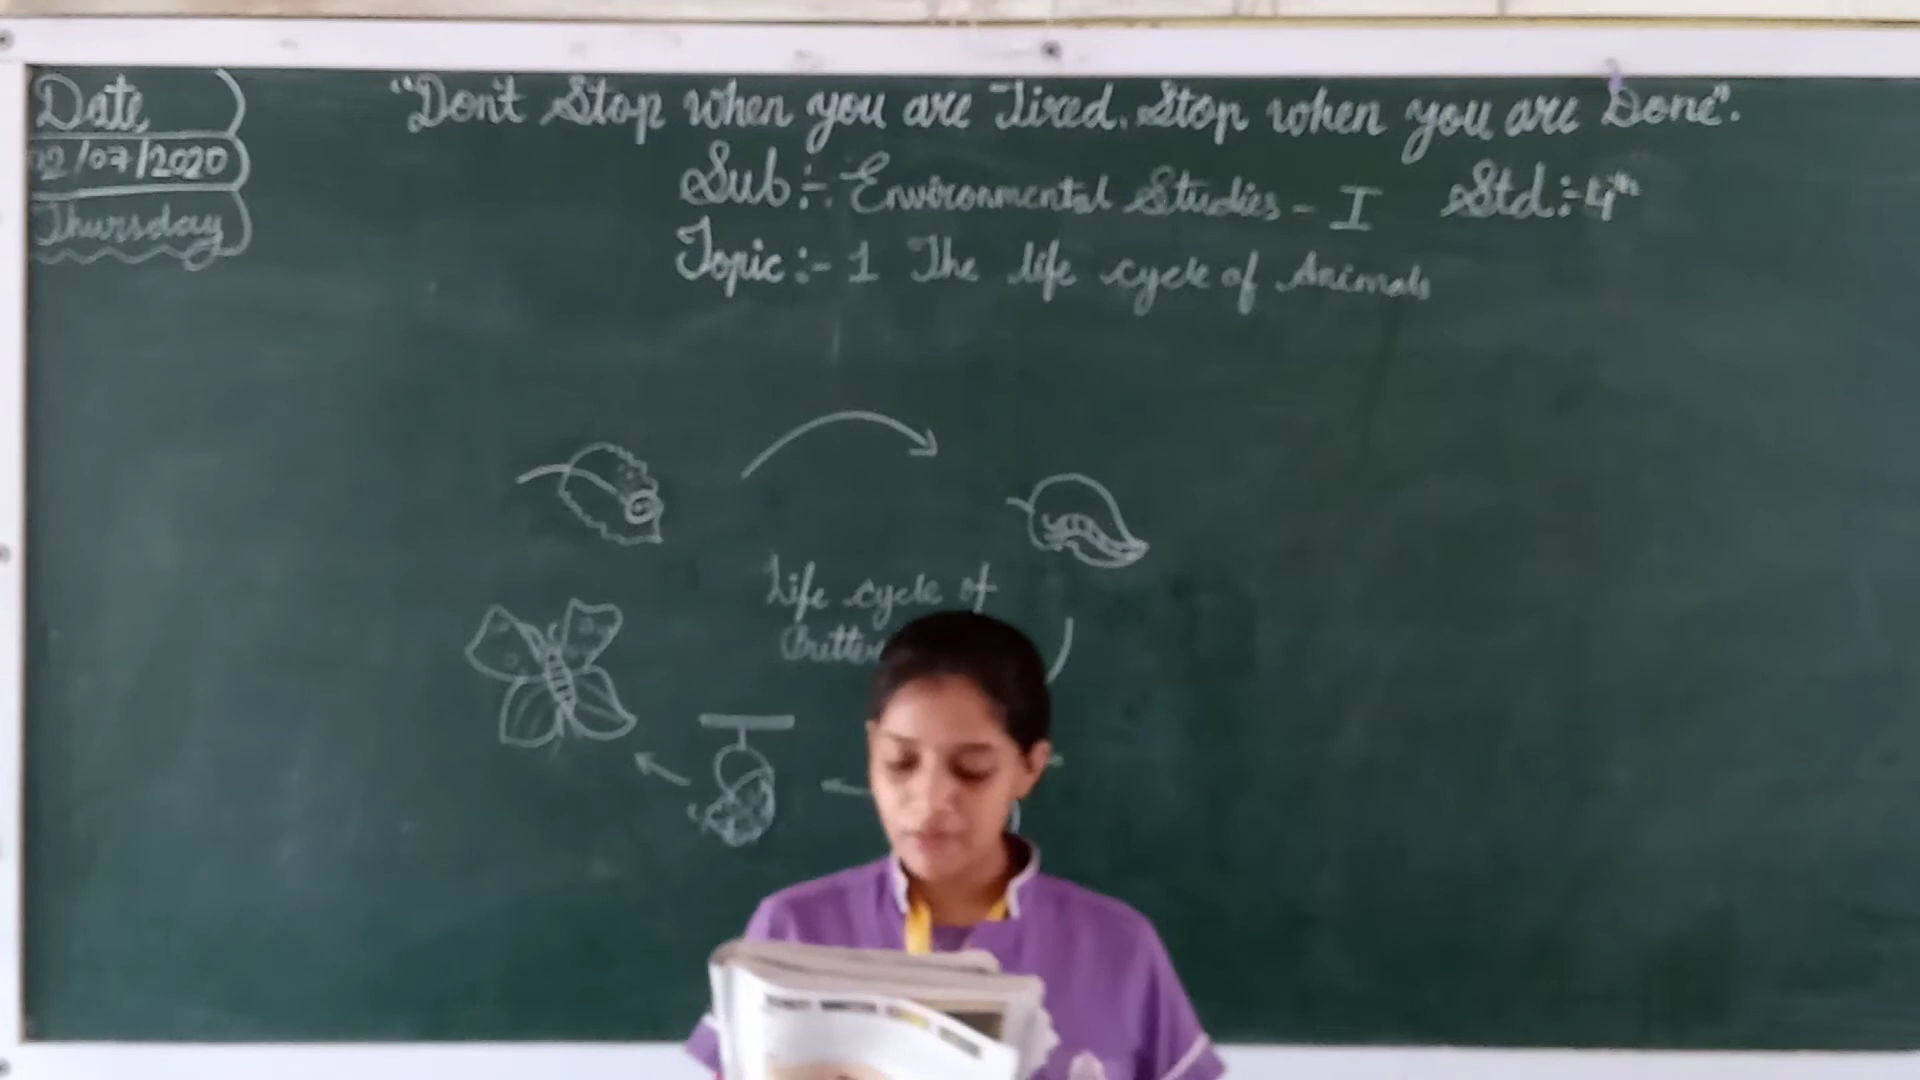 Date
02/07/2020
Thursday
"Don't Stop when you are Tired. Stop when you are Done".
Sub :- Environmental Studies - I Std :- 4th
Topic :- 1 The life cycle of Animals
Life cycle of